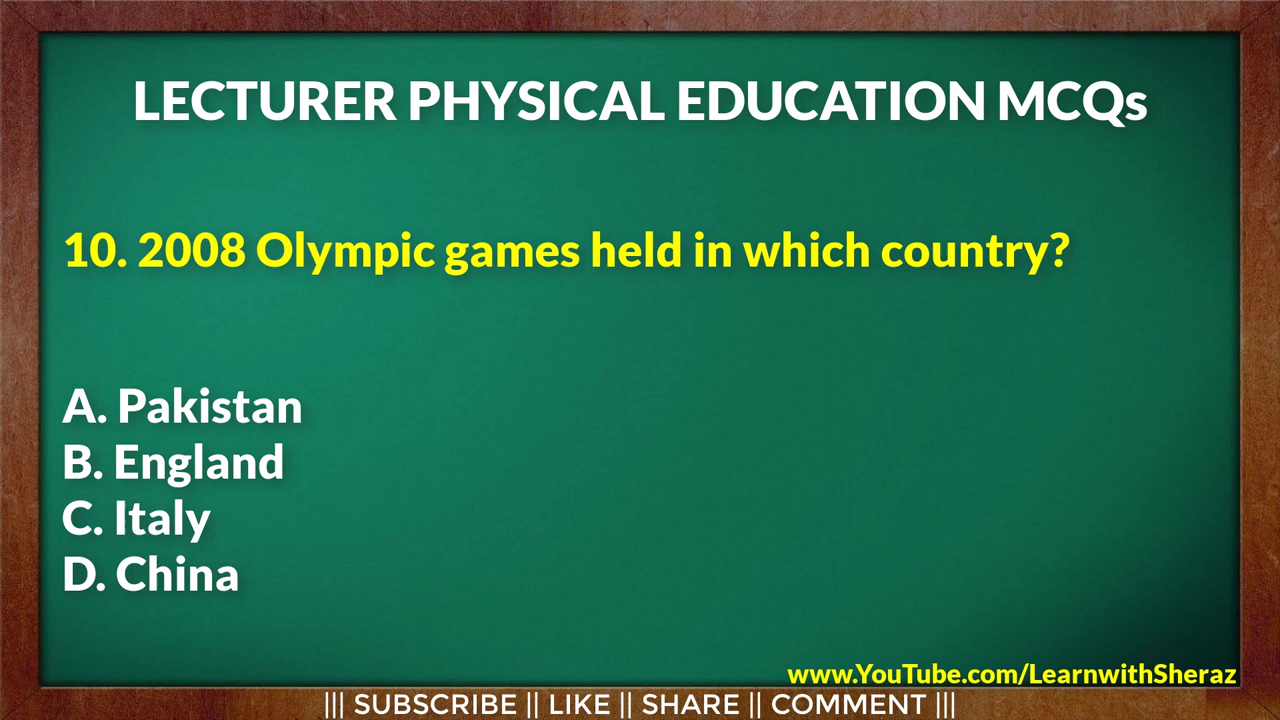 LECTURER PHYSICAL EDUCATION MCQs
10. 2008 Olympic games held in which country?
A. Pakistan
B. England
C. Italy
D. China
www.YouTube.com/LearnwithSheraz
||| SUBSCRIBE || LIKE || SHARE || COMMENT |||